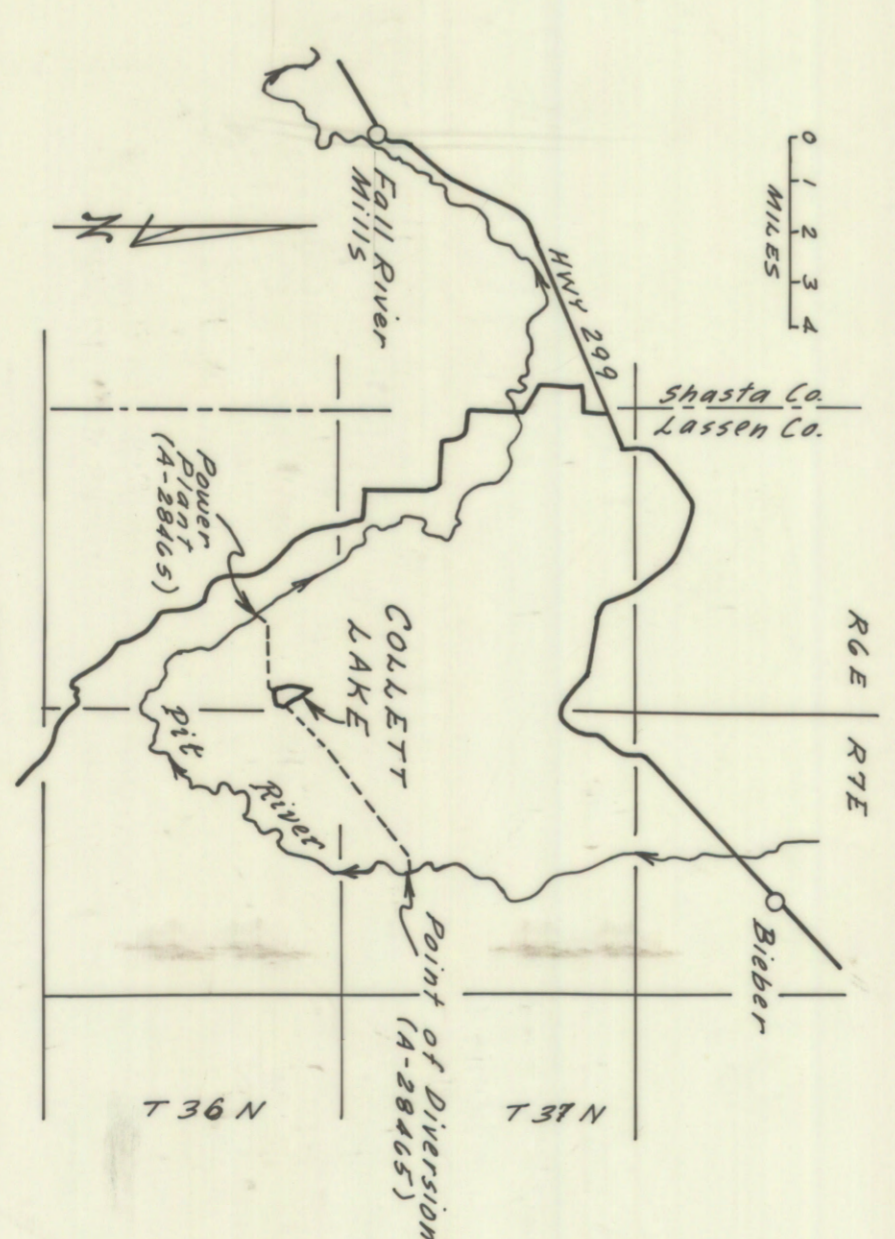 0 1 2 3 4
MILES
Shasta Co.
Lassen Co.
R6E R7E
HWY 299
Fall River
Mills
N
Bieber
COLLETT
LAKE
T 37 N
Point of Diversion
(A-28465)
Power
Plant
(A-28465)
Pit River
T 36 N